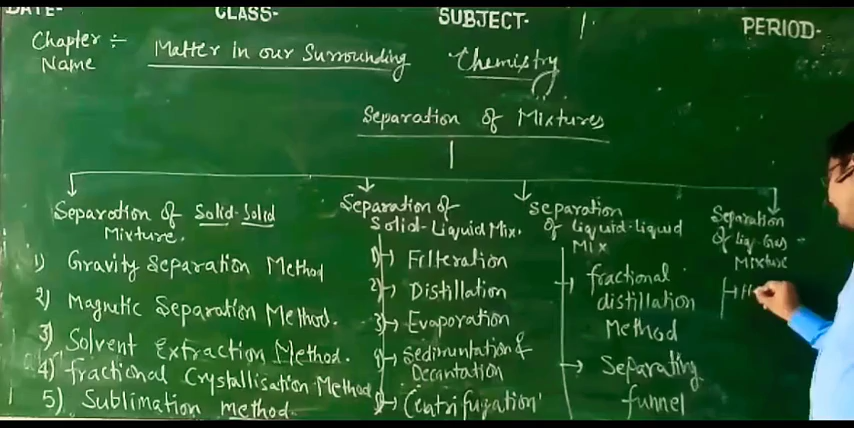 DATE- CLASS- SUBJECT- PERIOD-
Chapter :- Matter in our Surrounding Chemistry
Name
Separation of Mixtures
Separation of Solid-Solid
Mixture.
1) Gravity Separation Method
2) Magnetic Separation Method.
3) Solvent Extraction Method.
4) fractional Crystallisation Method
5) Sublimation method.
Separation of
Solid-Liquid Mix.
1) Filteration
2) Distillation
3) Evaporation
4) Sedimentation &
Decantation
5) Centrifugation
Separation
of Liquid-Liquid
Mix
fractional
distillation
Method
Separating
funnel
Separation
of Liq-Gas
Mixture
H